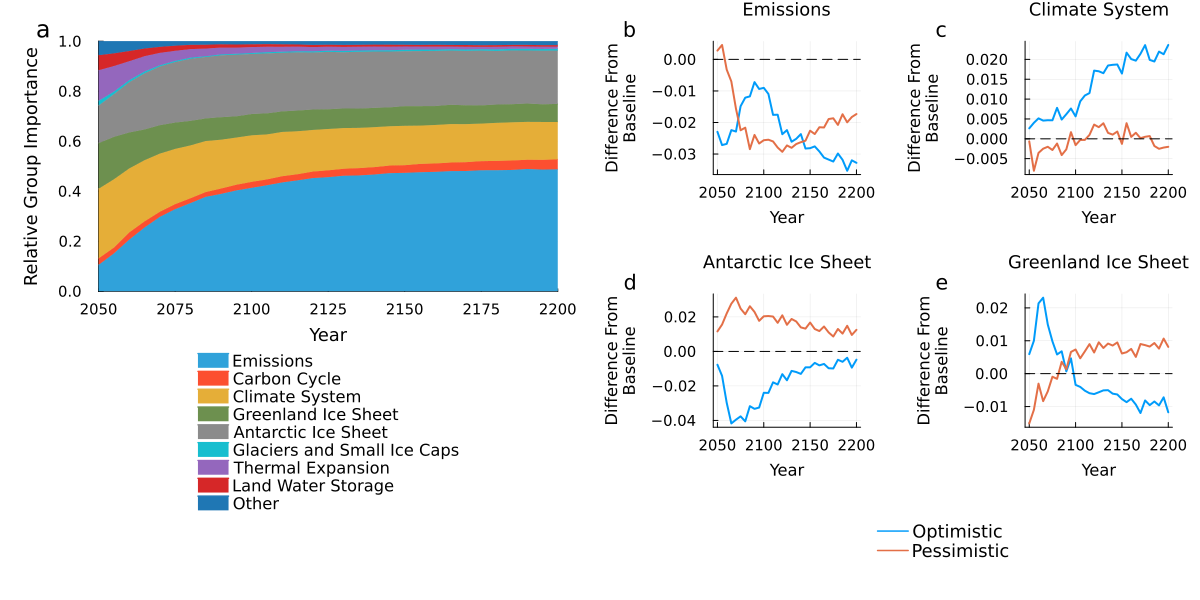 a
1.0
0.8
0.6
0.4
0.2
0.0
Relative Group Importance
2050 2075 2100 2125 2150 2175 2200
Year
Emissions
Carbon Cycle
Climate System
Greenland Ice Sheet
Antarctic Ice Sheet
Glaciers and Small Ice Caps
Thermal Expansion
Land Water Storage
Other
b
Emissions
0.00
−0.01
−0.02
−0.03
Difference From
Baseline
2050 2100 2150 2200
Year
c
Climate System
0.020
0.015
0.010
0.005
0.000
−0.005
Difference From
Baseline
2050 2100 2150 2200
Year
d
Antarctic Ice Sheet
0.02
0.00
−0.02
−0.04
Difference From
Baseline
2050 2100 2150 2200
Year
e
Greenland Ice Sheet
0.02
0.01
0.00
−0.01
Difference From
Baseline
2050 2100 2150 2200
Year
Optimistic
Pessimistic